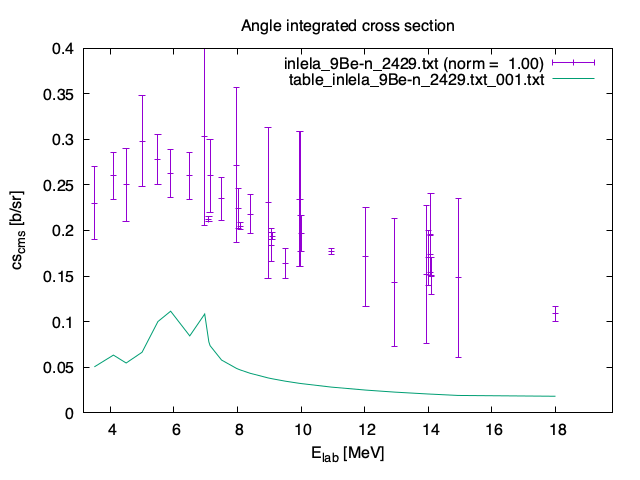 Angle integrated cross section
inlela_9Be-n_2429.txt (norm =  1.00)
table_inlela_9Be-n_2429.txt_001.txt
0.4
0.35
0.3
0.25
0.2
0.15
0.1
0.05
0
cs_cms [b/sr]
4 6 8 10 12 14 16 18
E_lab [MeV]